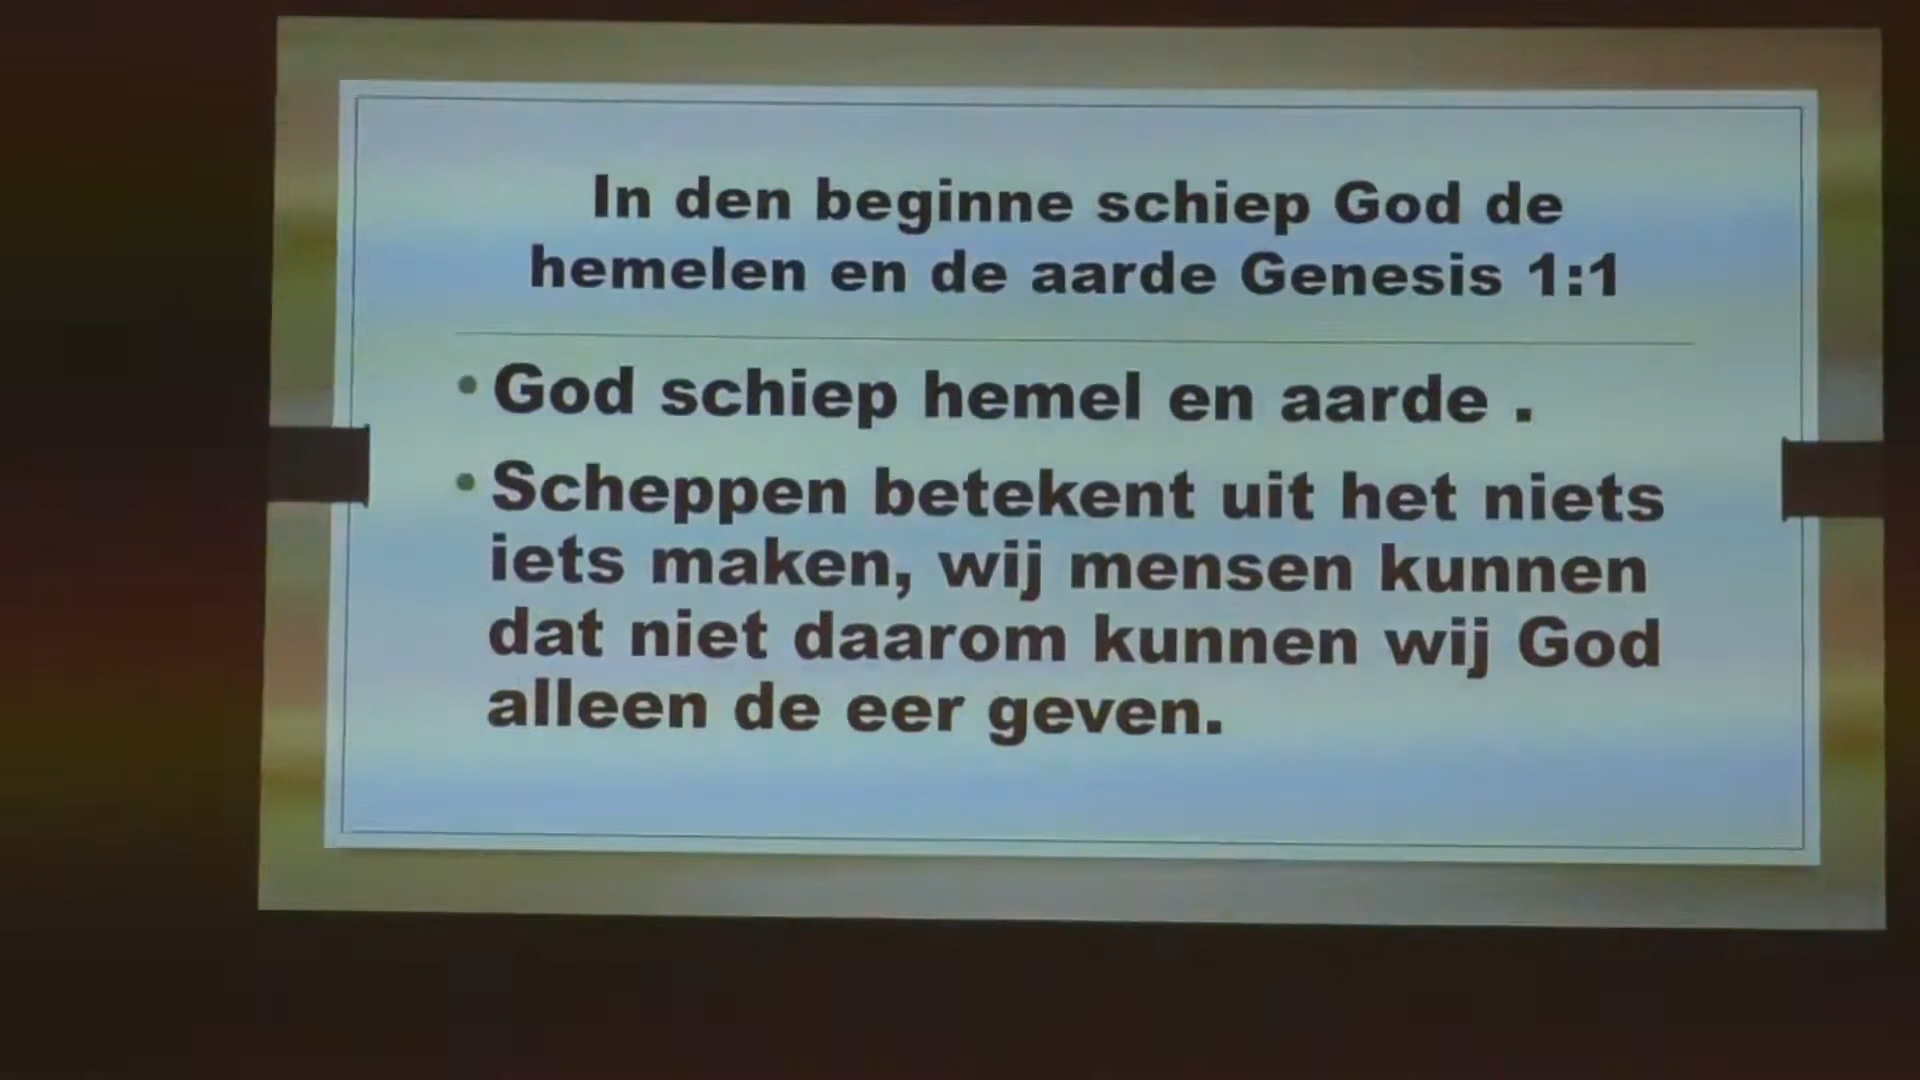 In den beginne schiep God de
hemelen en de aarde Genesis 1:1
• God schiep hemel en aarde .
• Scheppen betekent uit het niets
iets maken, wij mensen kunnen
dat niet daarom kunnen wij God
alleen de eer geven.